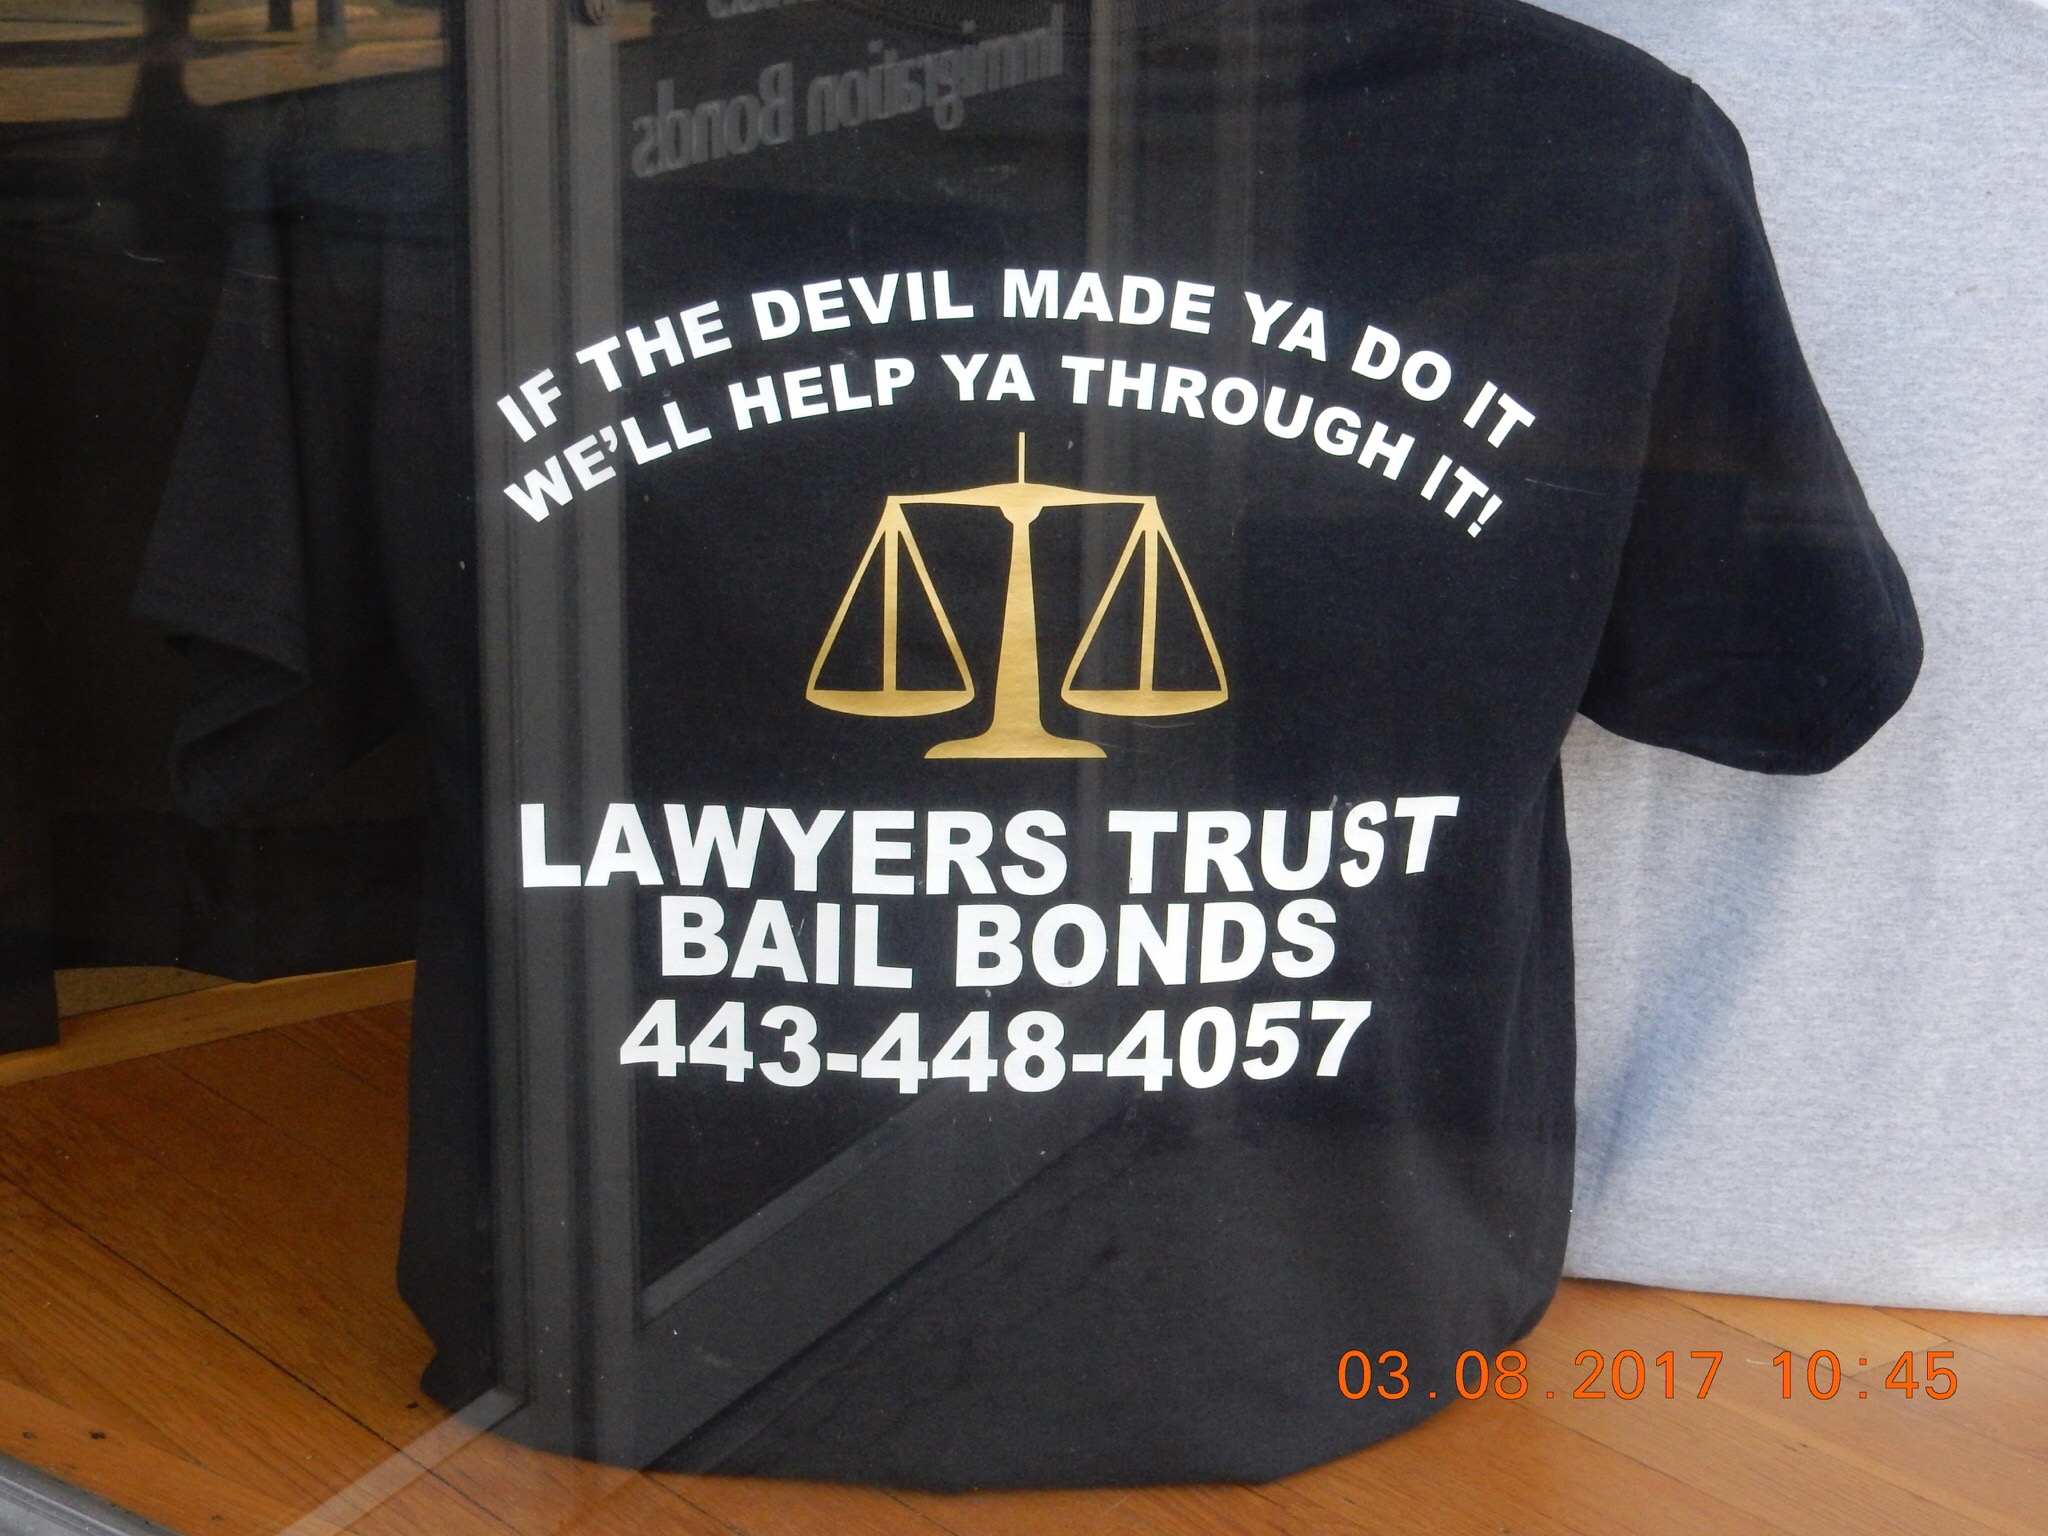 Immigration Bonds
IF THE DEVIL MADE YA DO IT
WE'LL HELP YA THROUGH IT!
LAWYERS TRUST
BAIL BONDS
443-448-4057
03.08.2017 10:45